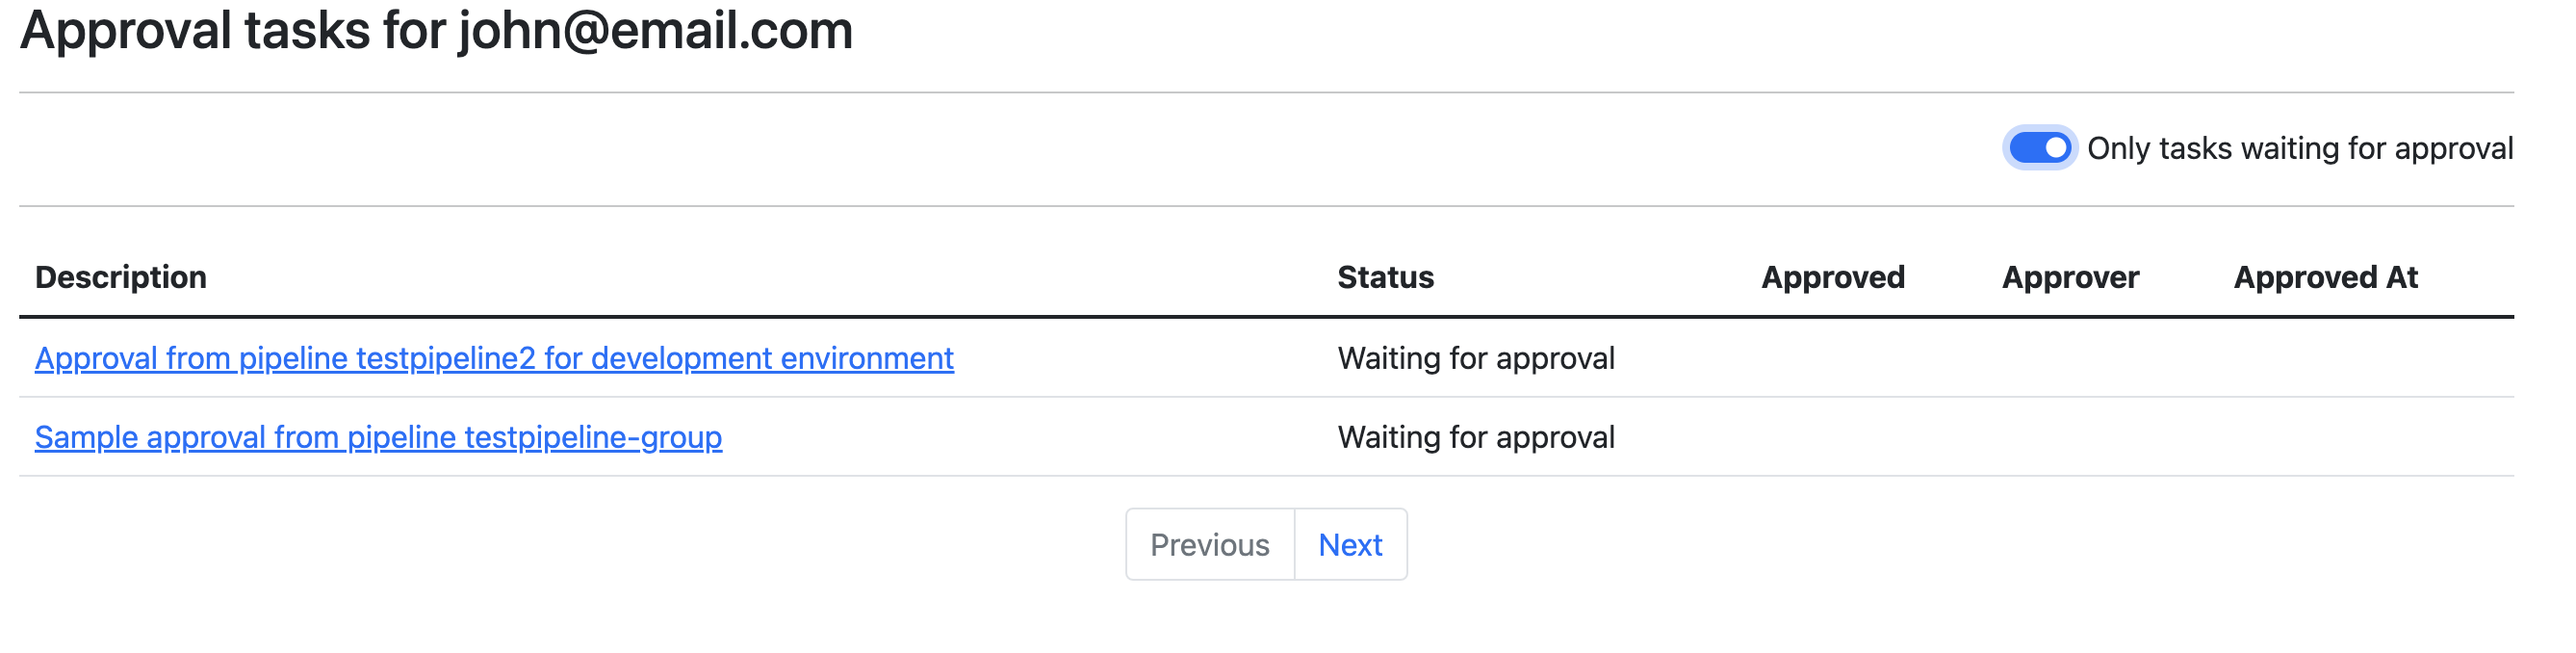 Approval tasks for john@email.com
Only tasks waiting for approval
Description Status Approved Approver Approved At
Approval from pipeline testpipeline2 for development environment Waiting for approval
Sample approval from pipeline testpipeline-group Waiting for approval
Previous Next